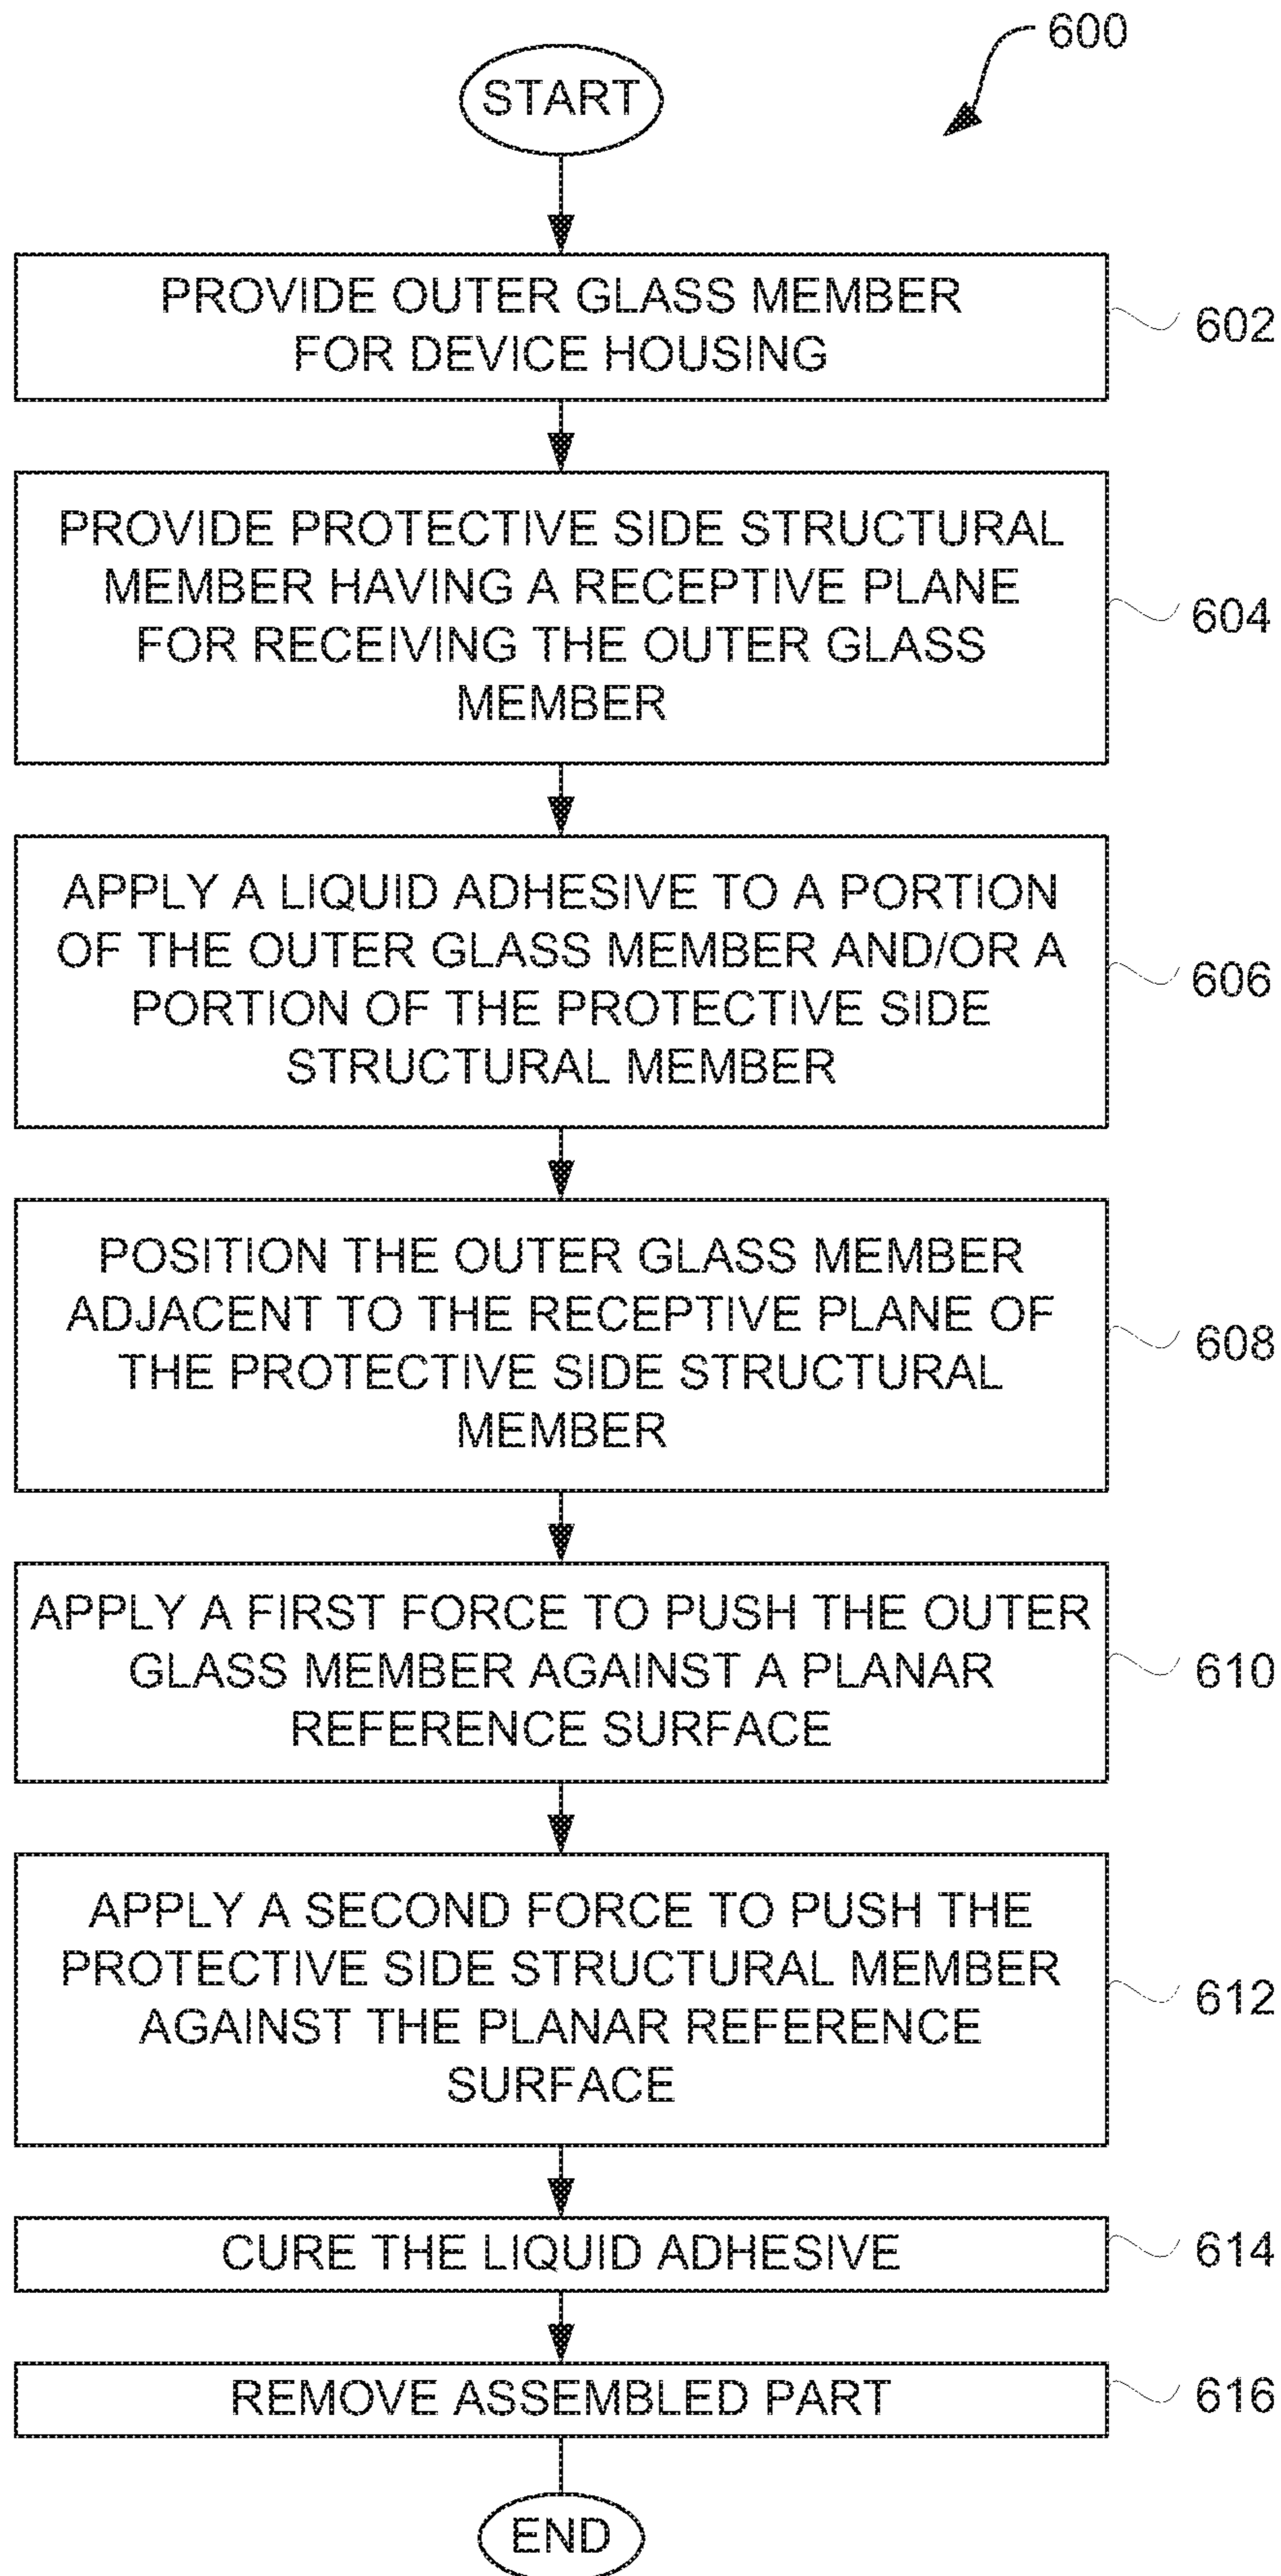 600
START
PROVIDE OUTER GLASS MEMBER
FOR DEVICE HOUSING
602
PROVIDE PROTECTIVE SIDE STRUCTURAL
MEMBER HAVING A RECEPTIVE PLANE
FOR RECEIVING THE OUTER GLASS
MEMBER
604
APPLY A LIQUID ADHESIVE TO A PORTION
OF THE OUTER GLASS MEMBER AND/OR A
PORTION OF THE PROTECTIVE SIDE
STRUCTURAL MEMBER
606
POSITION THE OUTER GLASS MEMBER
ADJACENT TO THE RECEPTIVE PLANE OF
THE PROTECTIVE SIDE STRUCTURAL
MEMBER
608
APPLY A FIRST FORCE TO PUSH THE OUTER
GLASS MEMBER AGAINST A PLANAR
REFERENCE SURFACE
610
APPLY A SECOND FORCE TO PUSH THE
PROTECTIVE SIDE STRUCTURAL MEMBER
AGAINST THE PLANAR REFERENCE
SURFACE
612
CURE THE LIQUID ADHESIVE
614
REMOVE ASSEMBLED PART
616
END